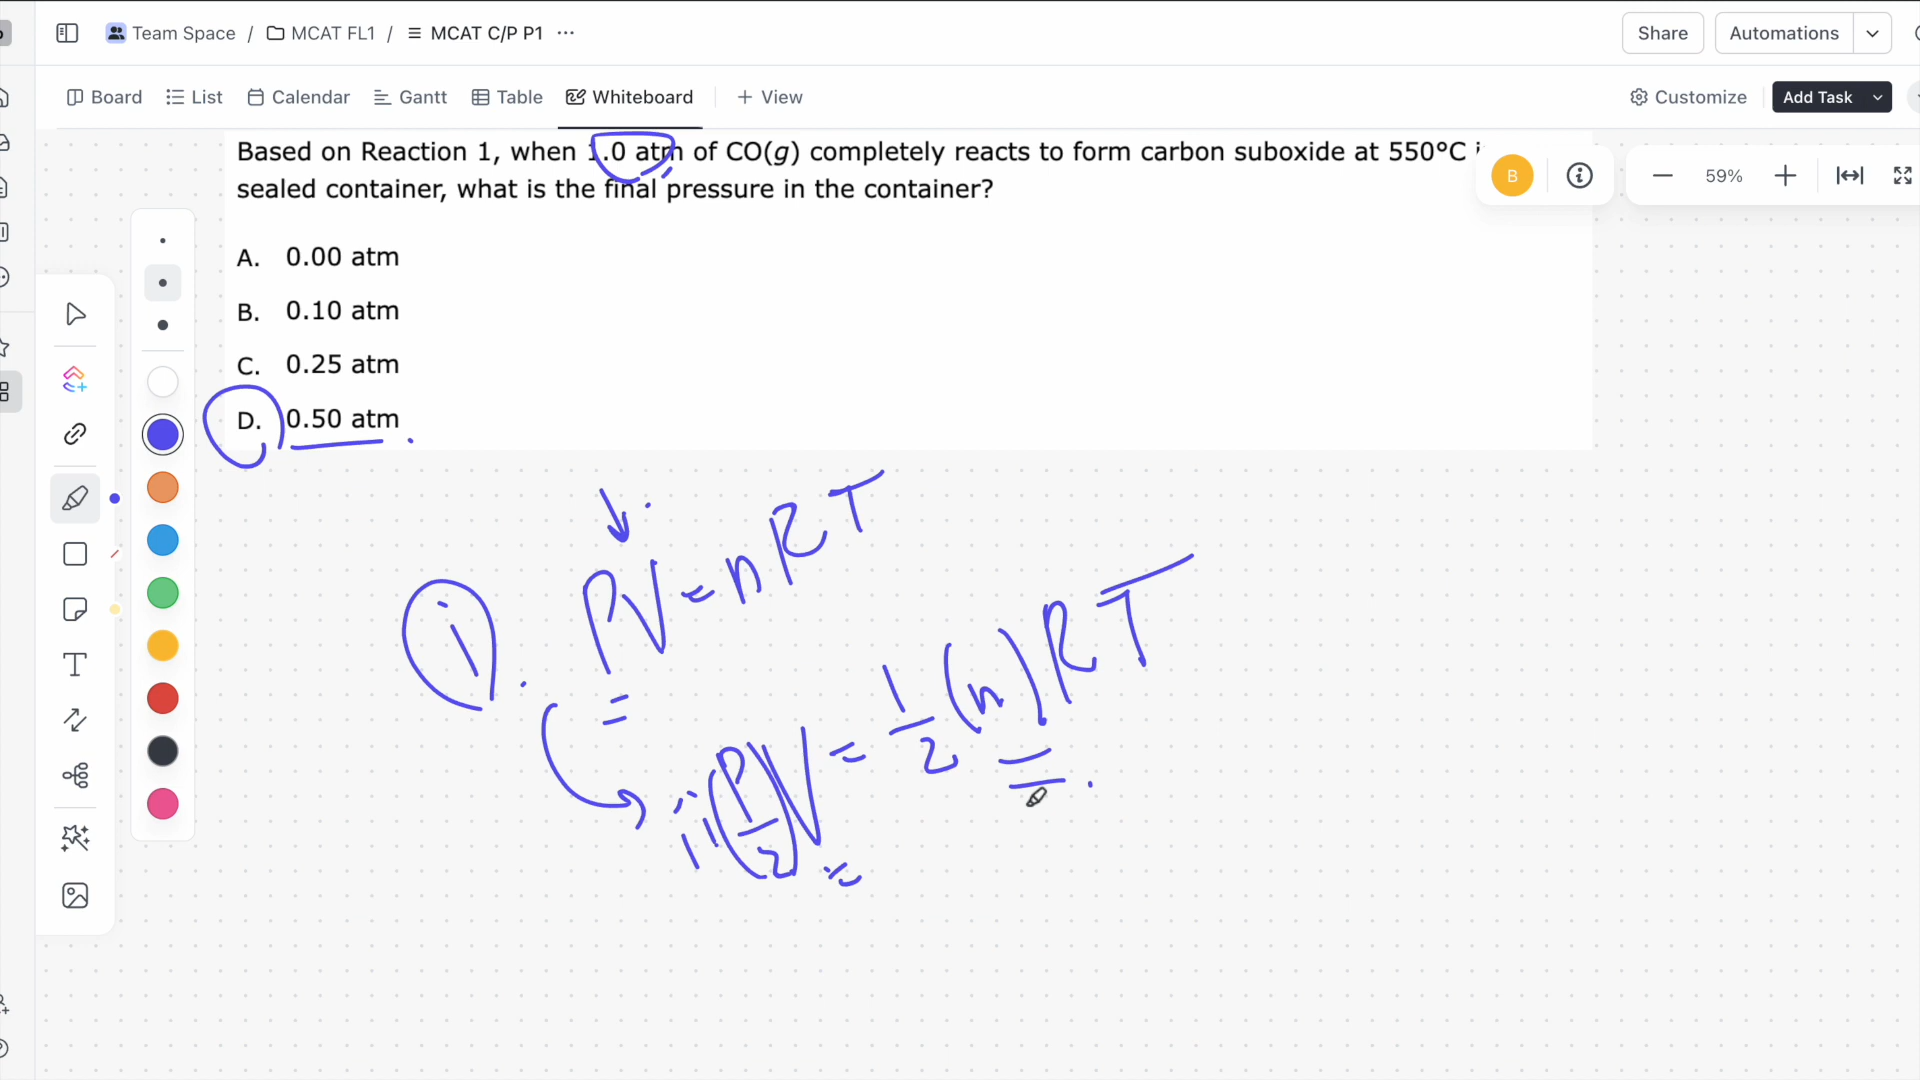 Team Space / MCAT FL1 / MCAT C/P P1 ...
Share
Automations
Board
List
Calendar
Gantt
Table
Whiteboard
+ View
Customize
Add Task
Based on Reaction 1, when 1.0 atm of CO(g) completely reacts to form carbon suboxide at 550°C
B
59%
sealed container, what is the final pressure in the container?
A. 0.00 atm
B. 0.10 atm
C. 0.25 atm
D. 0.50 atm
i. PV = nRT
ii (P/2)V = 1/2 (n) RT
=